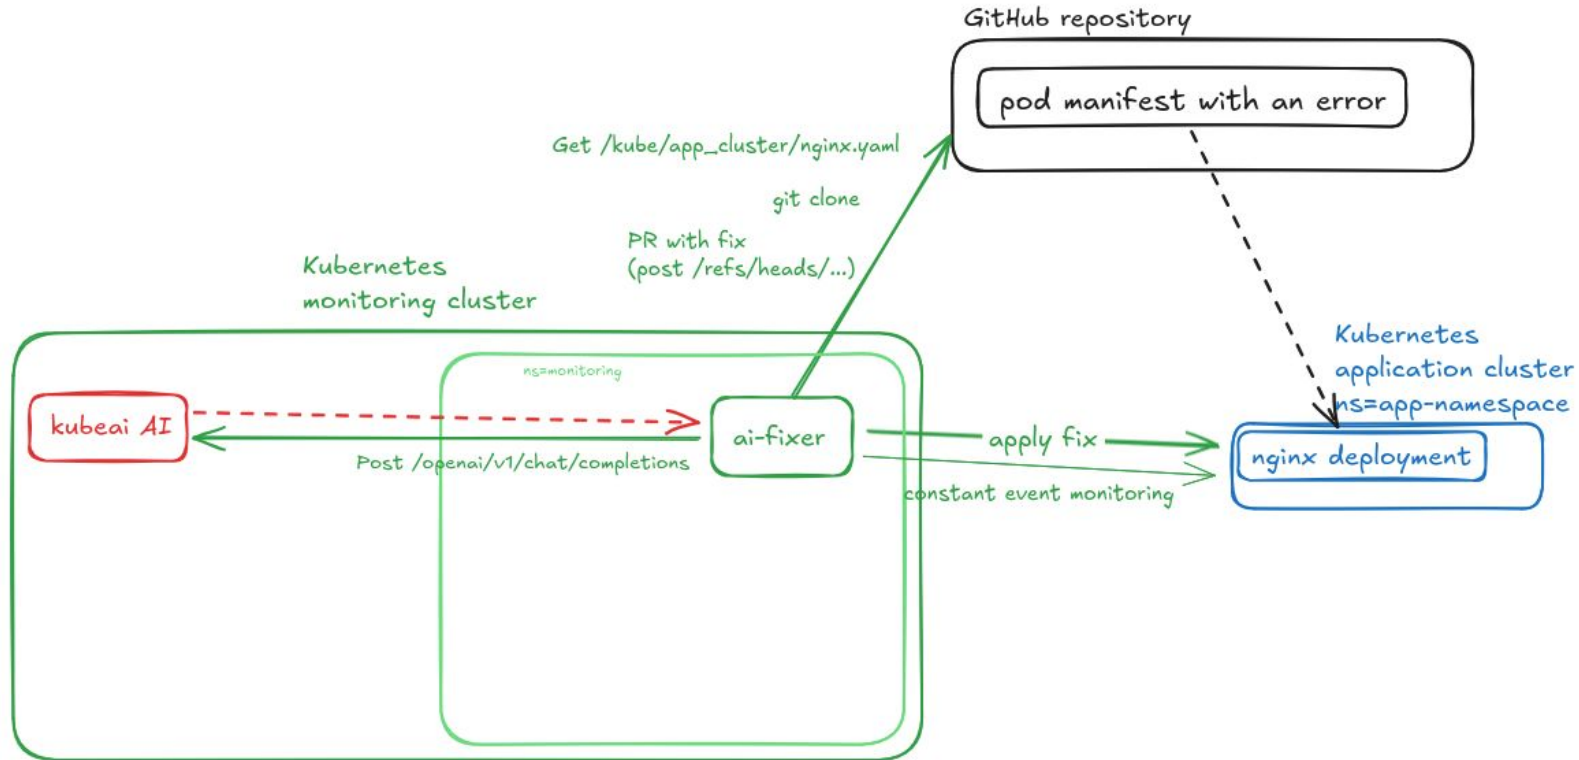 GitHub repository
pod manifest with an error
Get /kube/app_cluster/nginx.yaml
git clone
PR with fix
(post /refs/heads/...)
Kubernetes
monitoring cluster
ns=monitoring
kubeai AI
Post /openai/v1/chat/completions
ai-fixer
apply fix
constant event monitoring
Kubernetes
application cluster
ns=app-namespace
nginx deployment